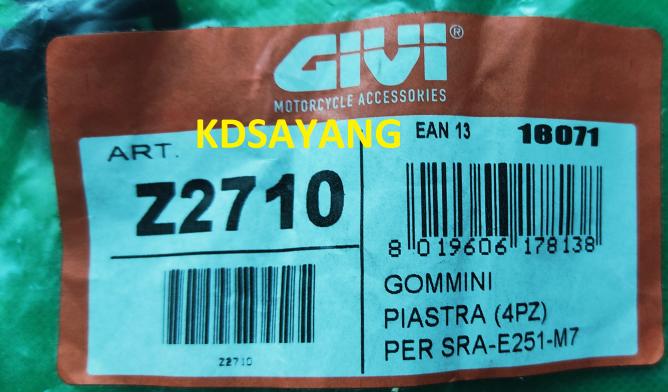 GIVI®
MOTORCYCLE ACCESSORIES
KDSAYANG
ART.
Z2710
Z2710
EAN 13 16071
8 019606 178138
GOMMINI
PIASTRA (4PZ)
PER SRA-E251-M7